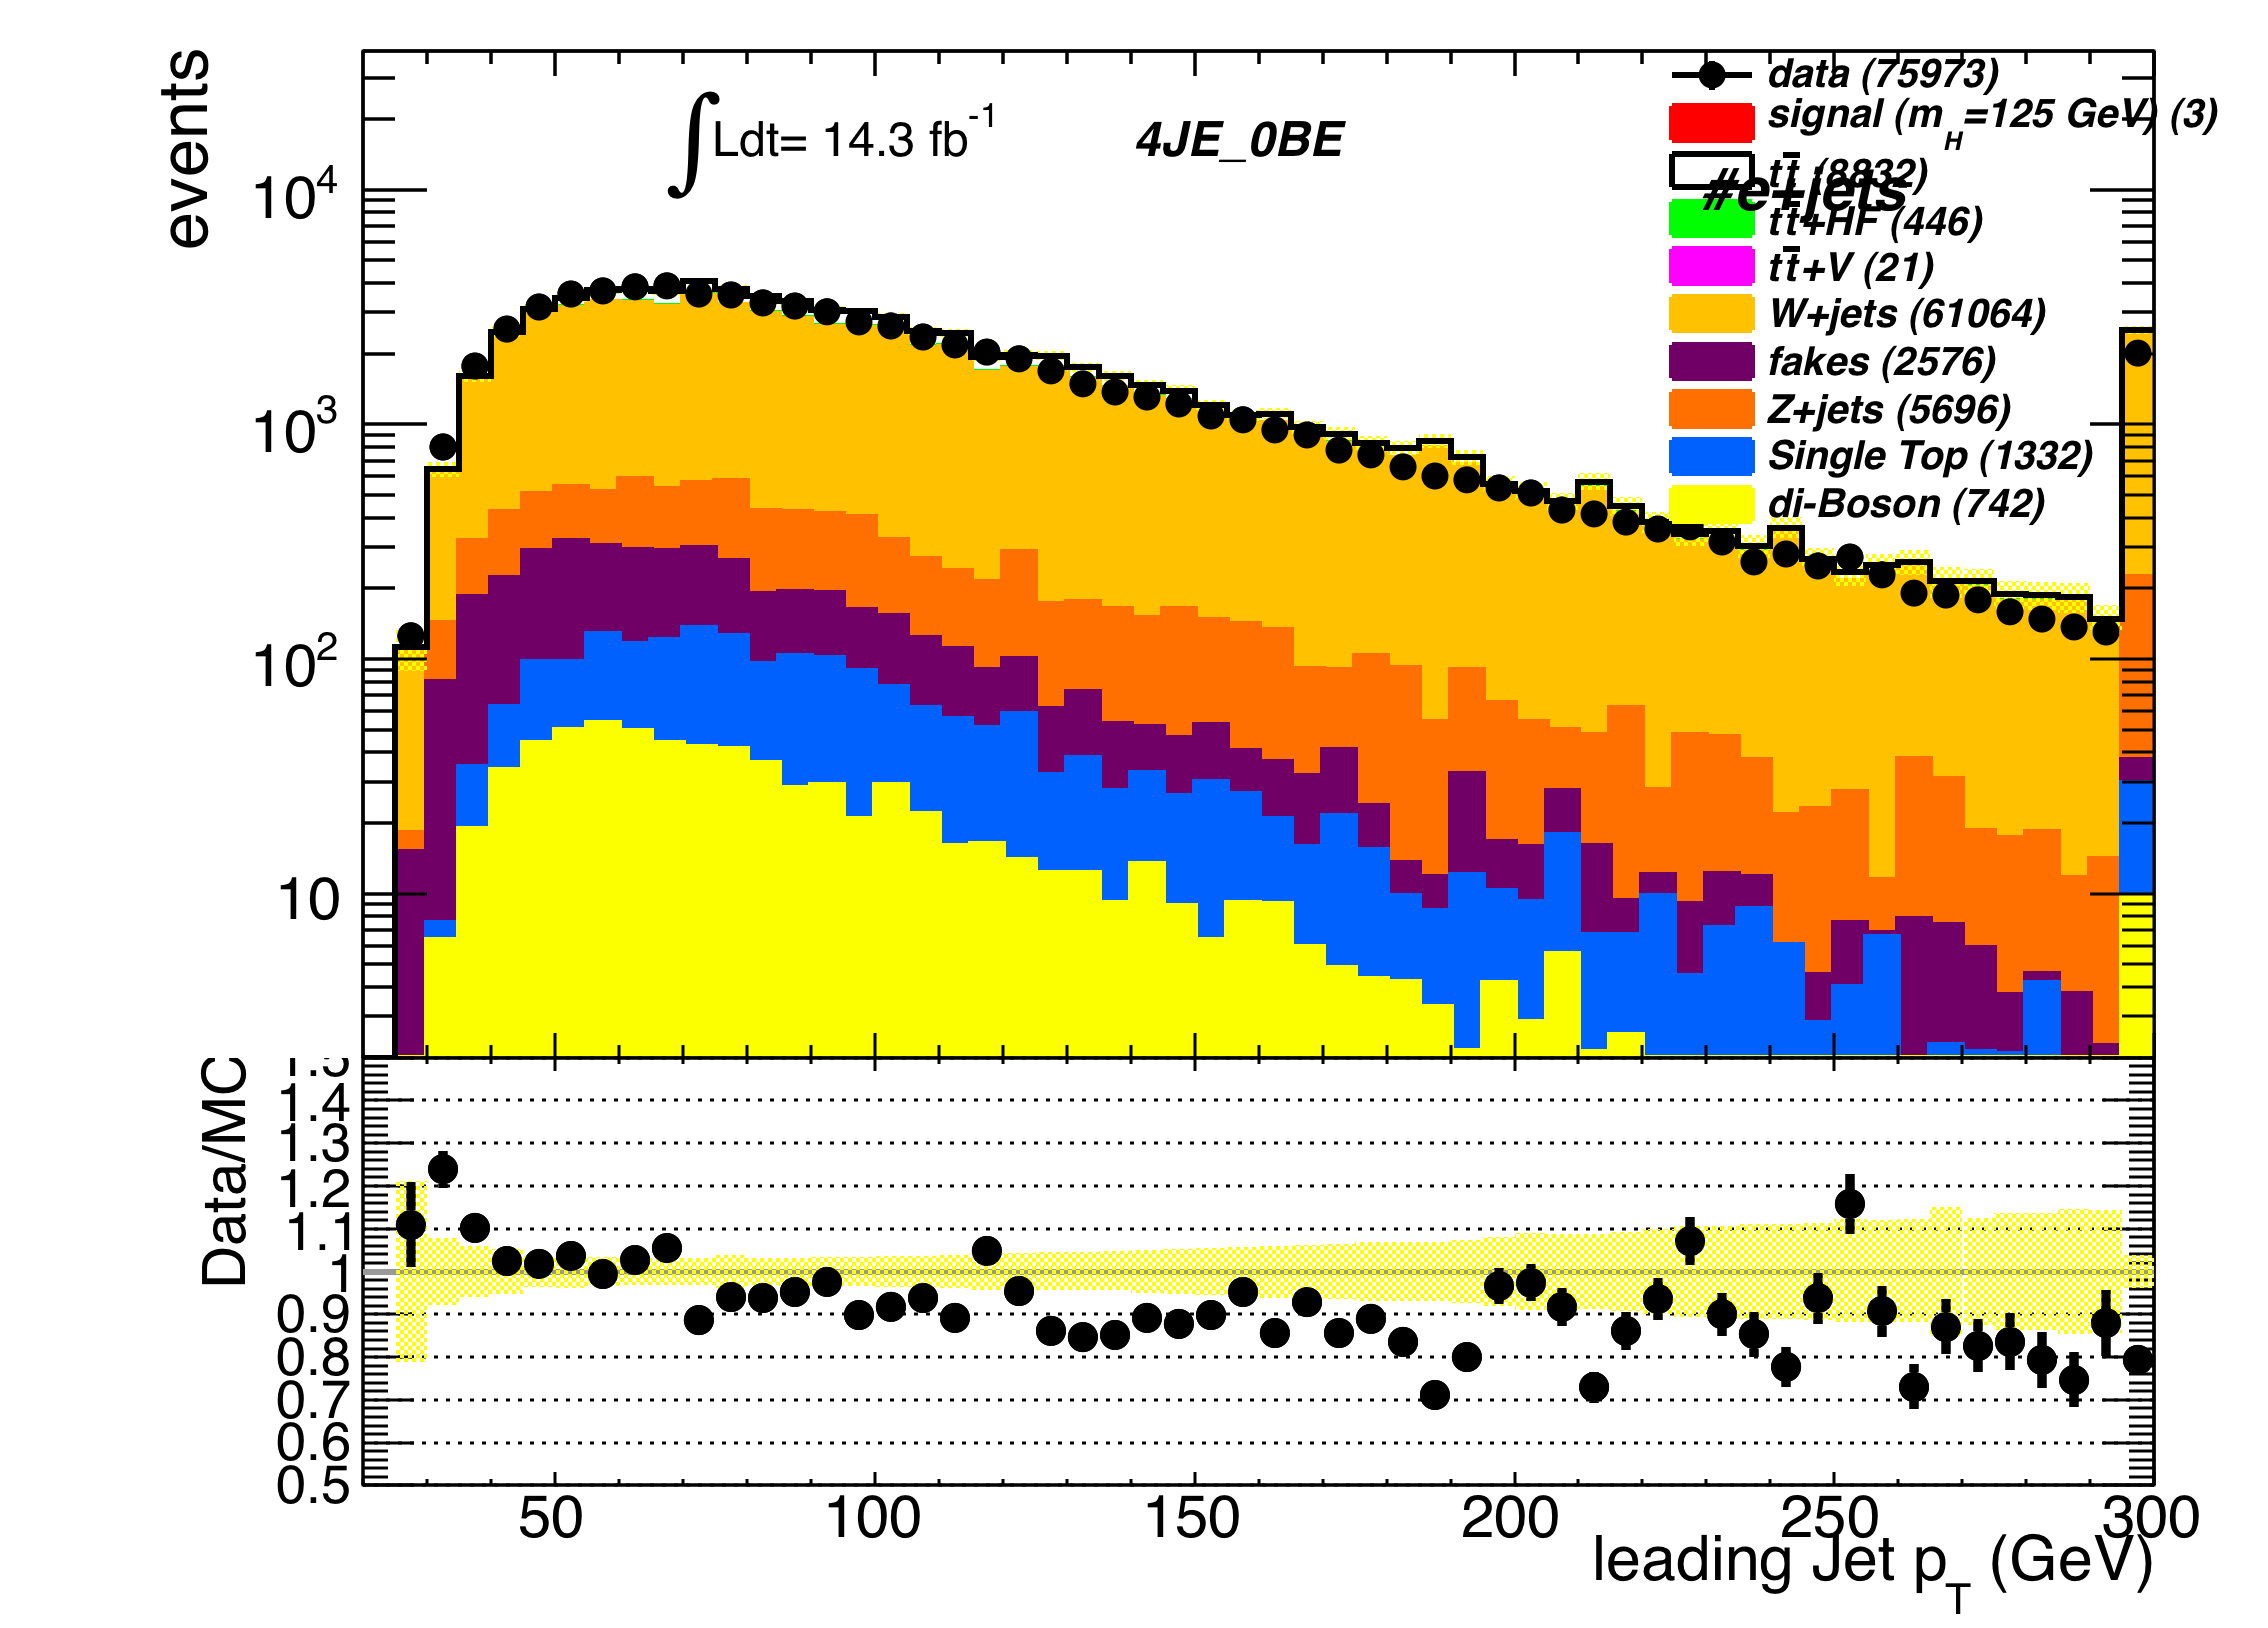 events
∫Ldt= 14.3 fb-1
4JE_0BE
#e+jets
data (75973)
signal (mH=125 GeV) (3)
tt̄ (8832)
tt̄+HF (446)
tt̄+V (21)
W+jets (61064)
fakes (2576)
Z+jets (5696)
Single Top (1332)
di-Boson (742)
10^4
10^3
10^2
10
Data/MC
1.5
1.4
1.3
1.2
1.1
1
0.9
0.8
0.7
0.6
0.5
50 100 150 200 250 300
leading Jet pT (GeV)